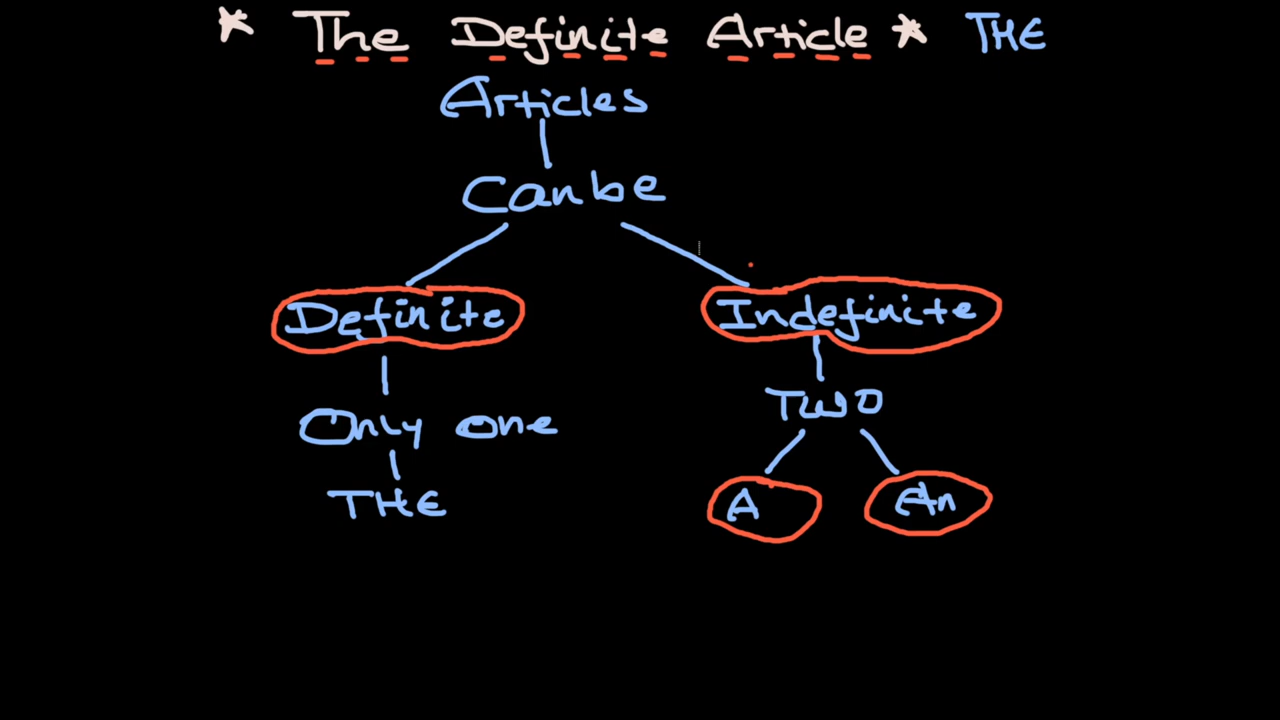 * The Definite Article * THE
Articles
Can be
Definite Indefinite
TWO
Only one
A An
THE